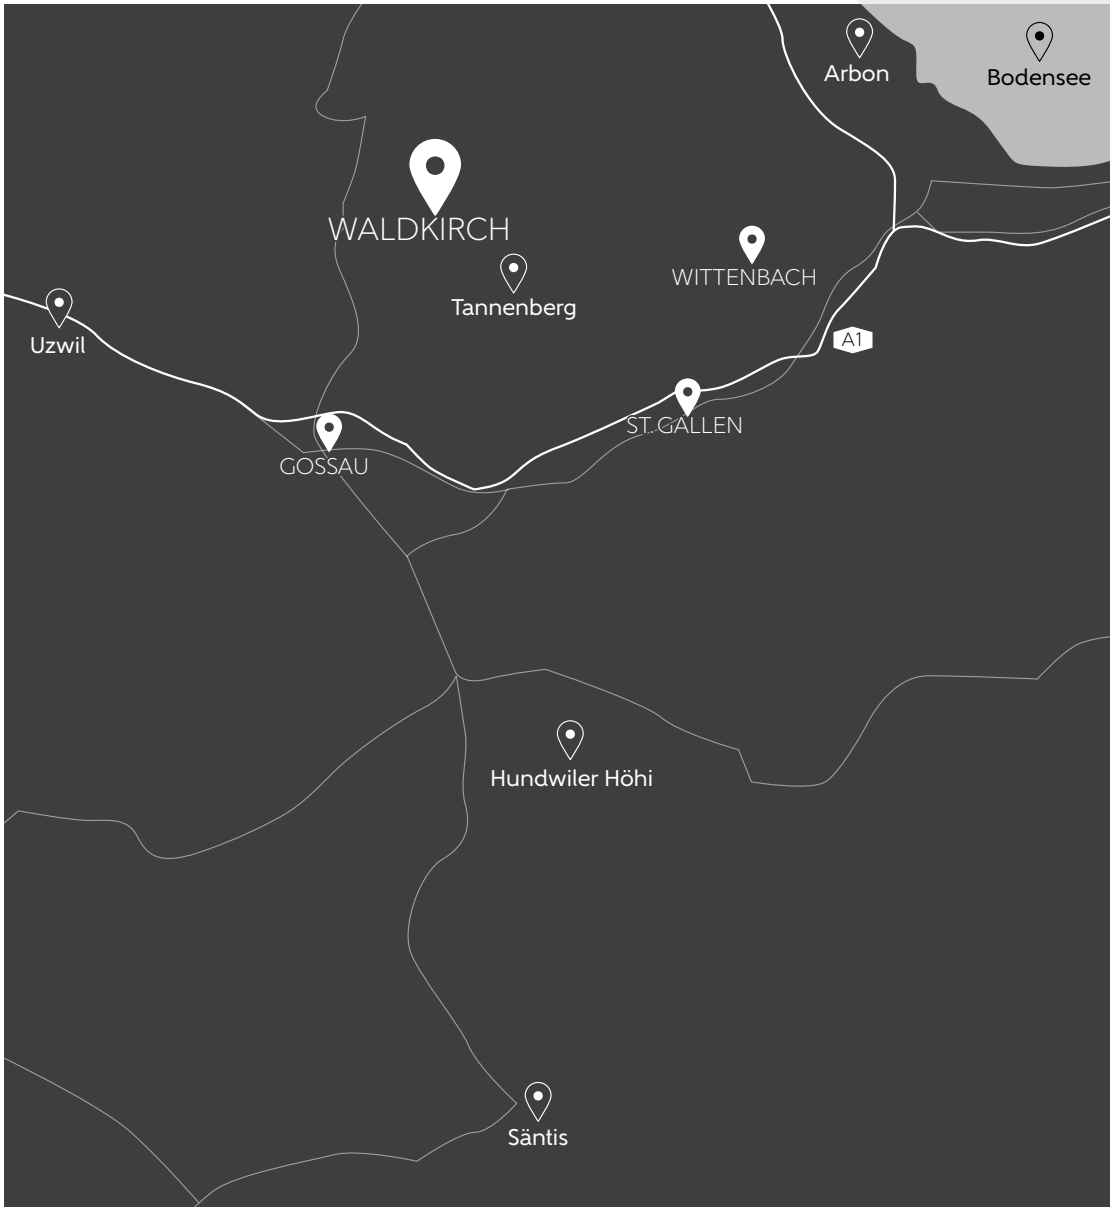 Arbon
Bodensee
WALDKIRCH
WITTENBACH
Tannenberg
Uzwil
A1
ST. GALLEN
GOSSAU
Hundwiler Höhi
Säntis